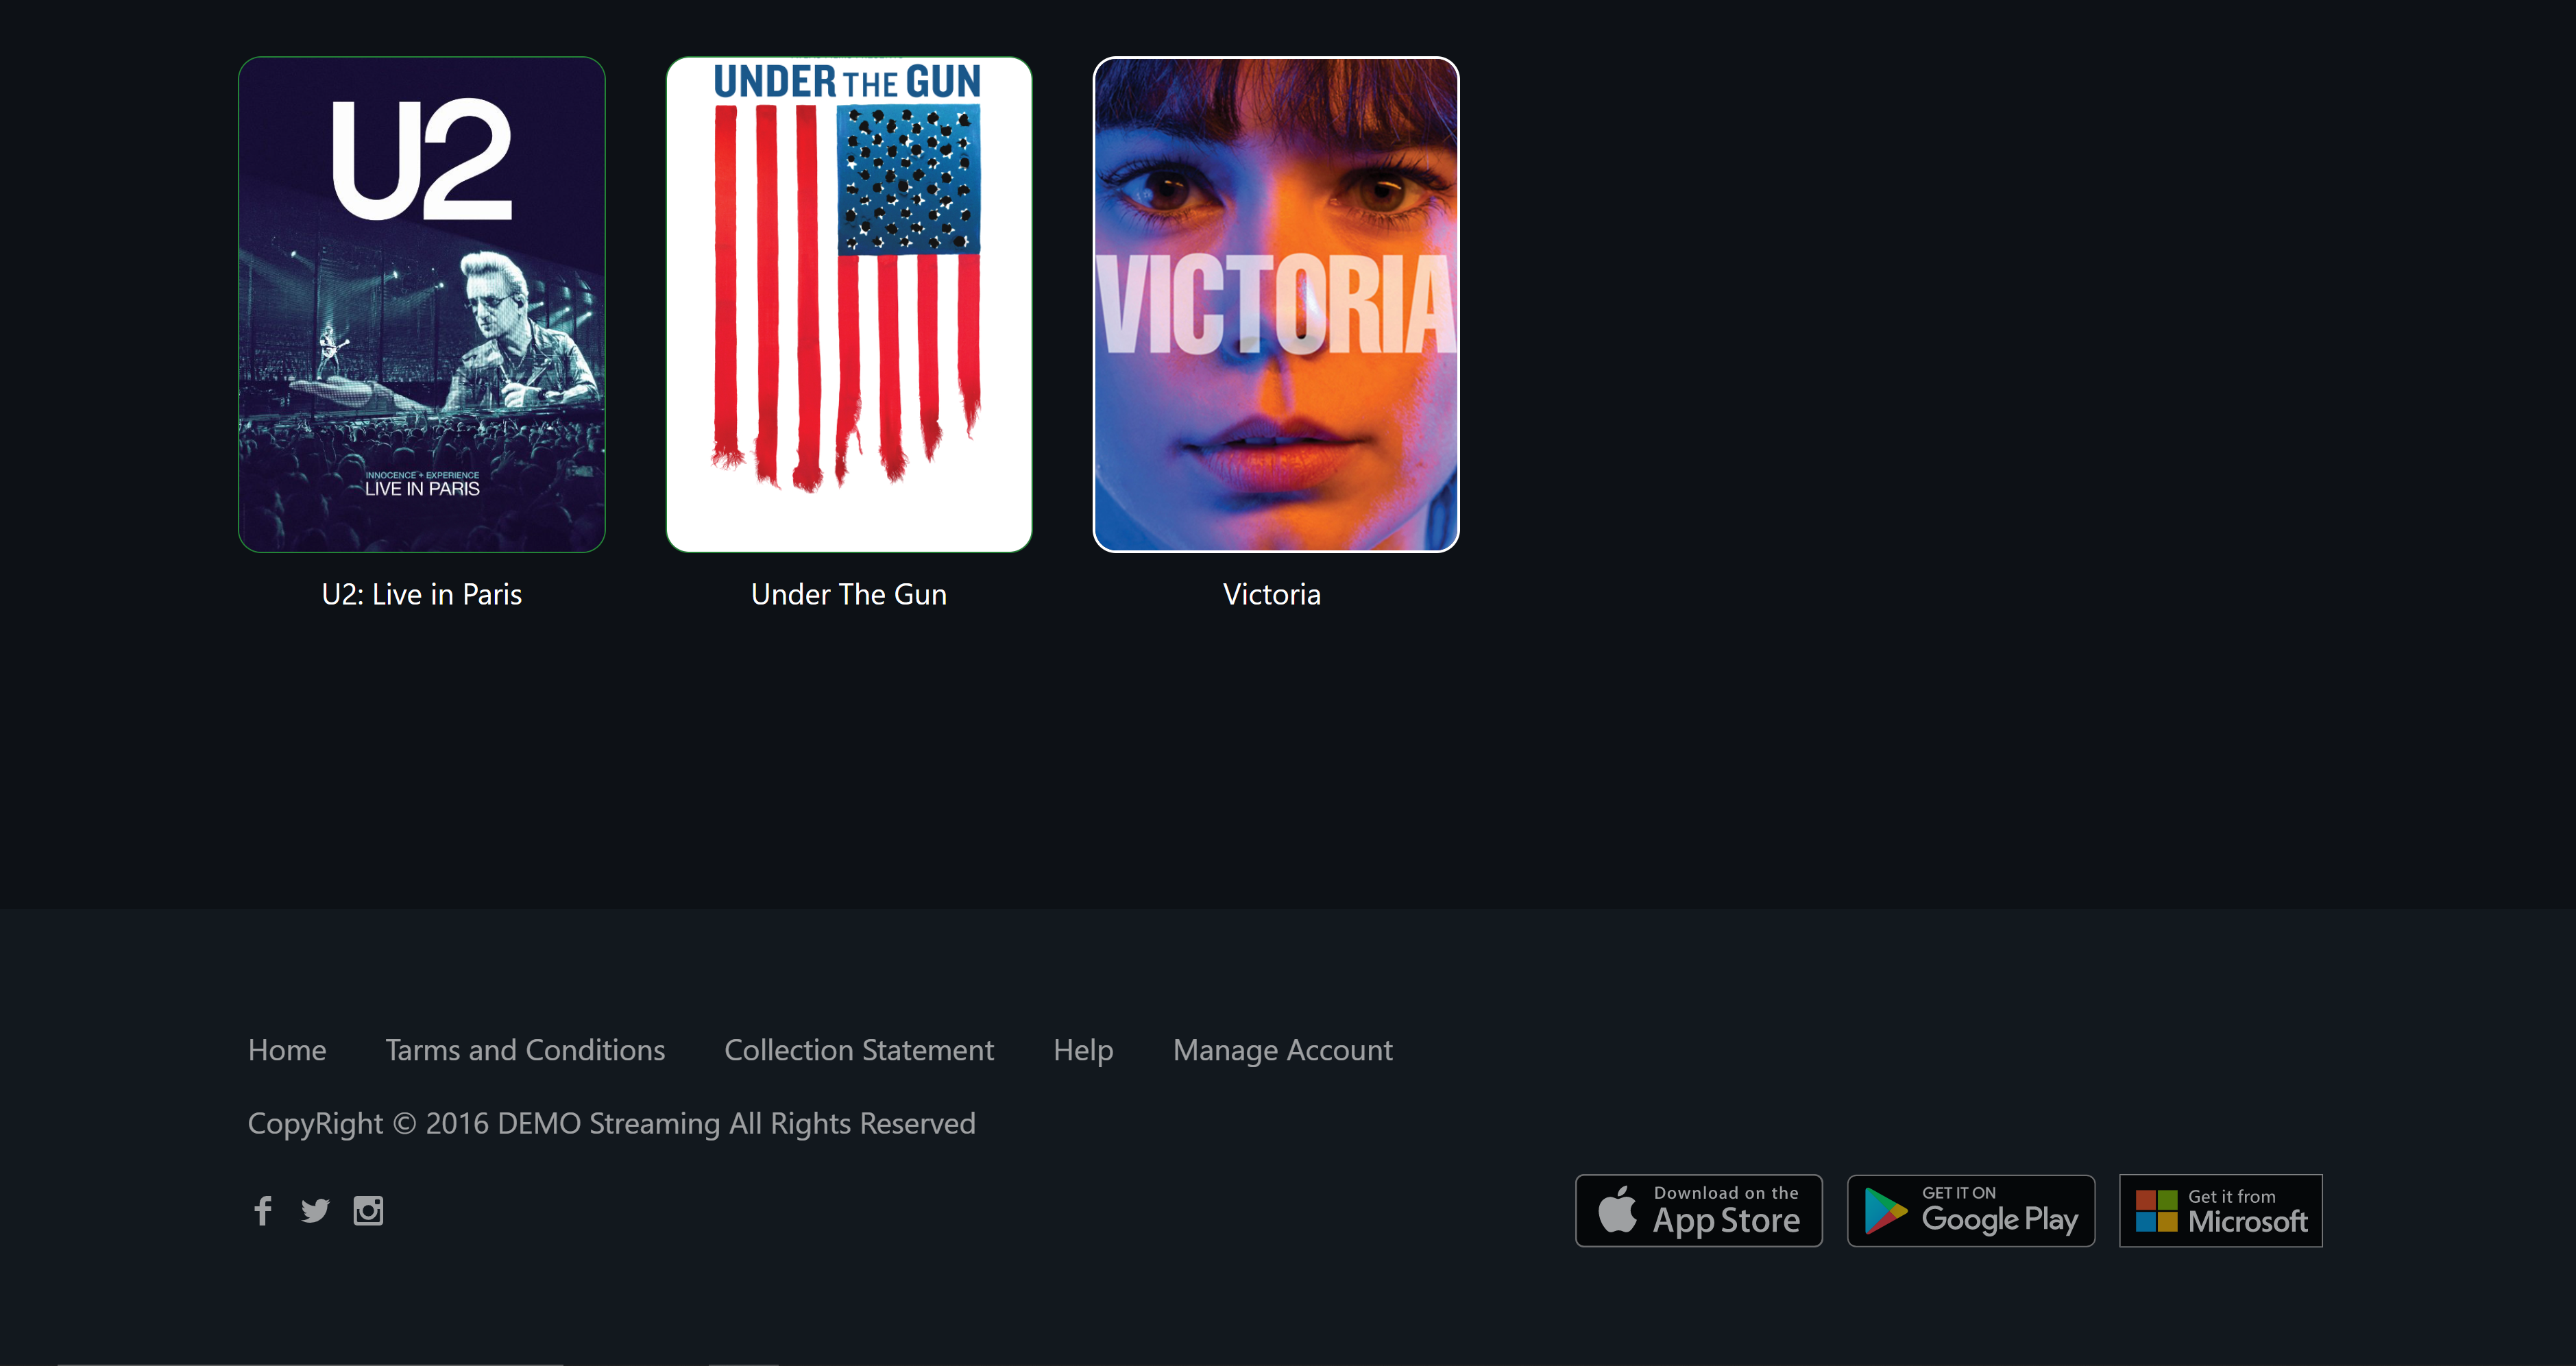 U2
INNOCENCE + EXPERIENCE
LIVE IN PARIS
UNDER THE GUN
VICTORIA
U2: Live in Paris
Under The Gun
Victoria
Home
Tarms and Conditions
Collection Statement
Help
Manage Account
CopyRight © 2016 DEMO Streaming All Rights Reserved
Download on the
App Store
GET IT ON
Google Play
Get it from
Microsoft